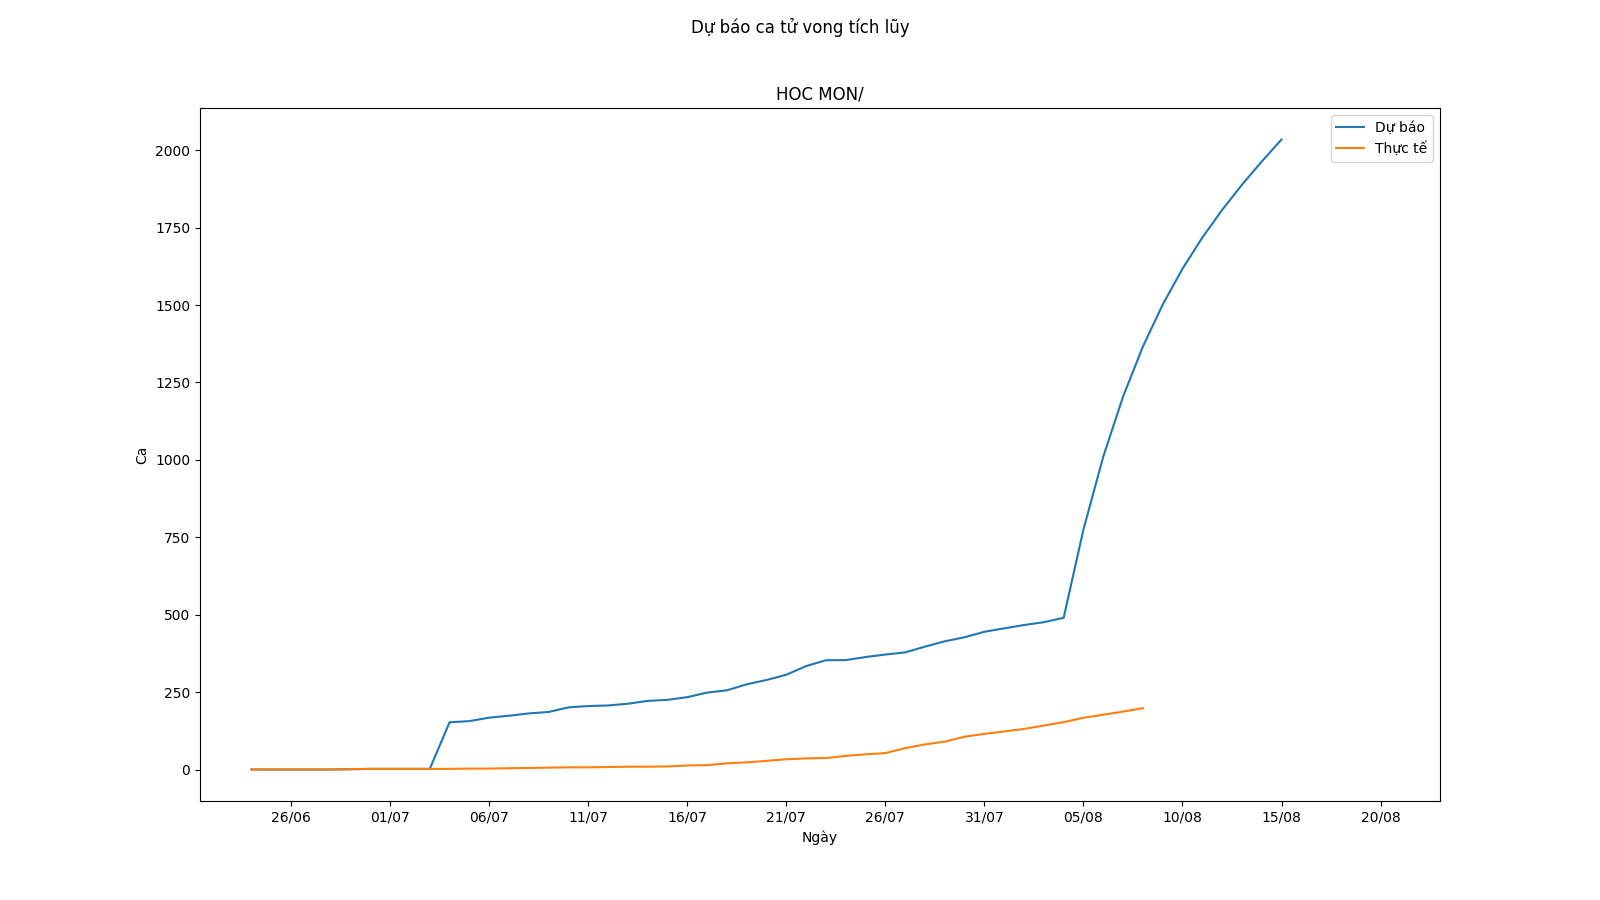 Dự báo ca tử vong tích lũy
HOC MON/
Dự báo
Thực tế
2000
1750
1500
1250
1000
750
500
250
0
Ca
26/06 01/07 06/07 11/07 16/07 21/07 26/07 31/07 05/08 10/08 15/08 20/08
Ngày